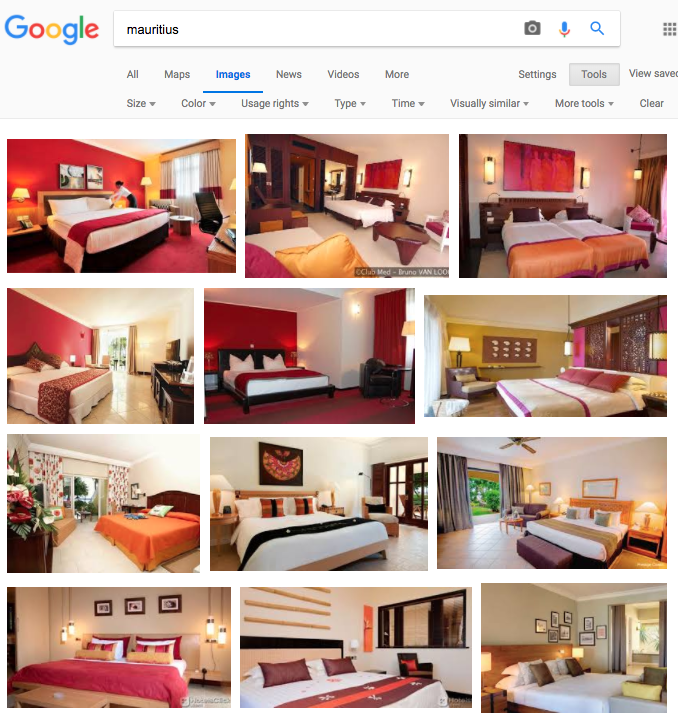 Google
mauritius
All Maps Images News Videos More Settings Tools View saved
Size Color Usage rights Type Time Visually similar More tools Clear
©Club Med – Bruno VAN LOO